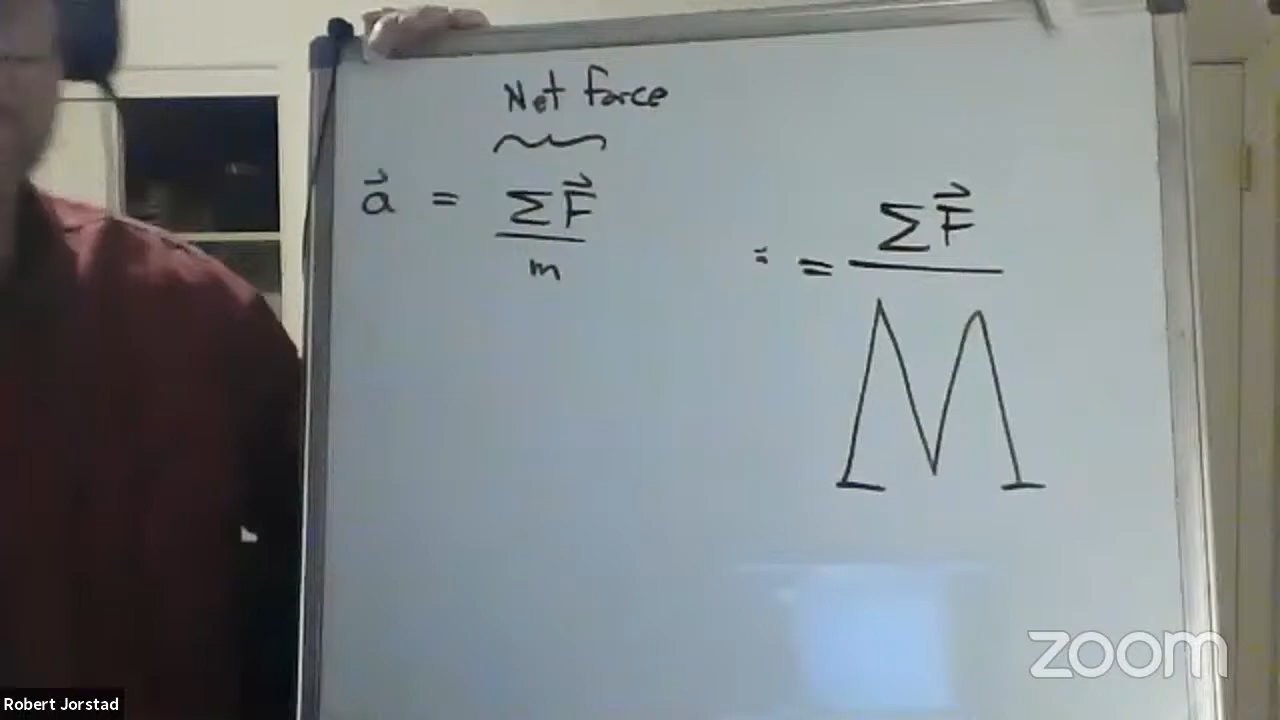 Net force
a⃗ = ΣF⃗
m
= = ΣF⃗
M
zoom
Robert Jorstad